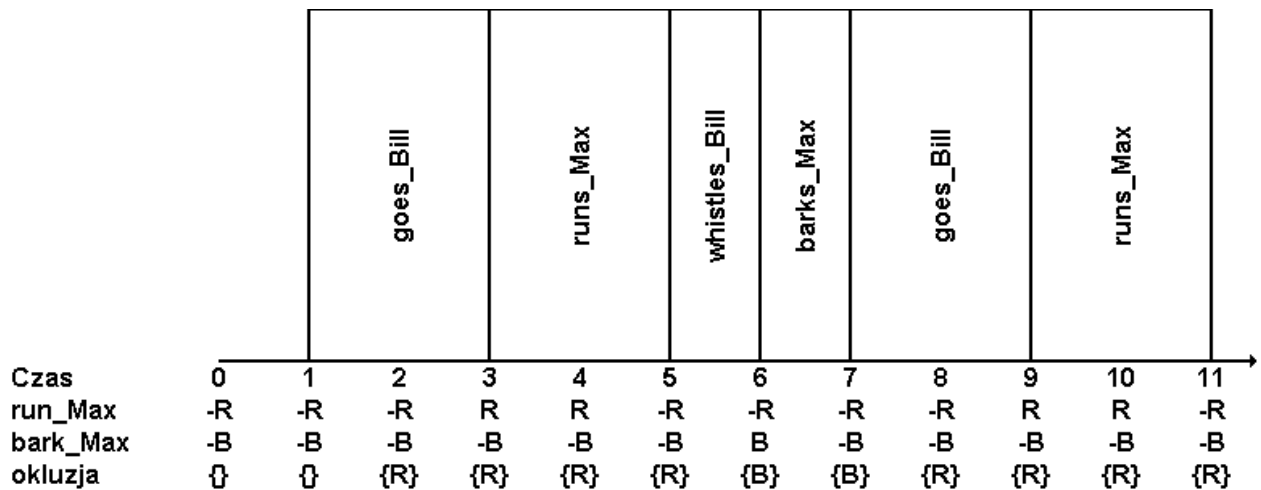 goes_Bill runs_Max whistles_Bill barks_Max goes_Bill runs_Max
Czas 0 1 2 3 4 5 6 7 8 9 10 11
run_Max -R -R -R R R -R -R -R -R R R -R
bark_Max -B -B -B -B -B -B B -B -B -B -B -B
okluzja {} {} {R} {R} {R} {R} {B} {B} {R} {R} {R} {R}